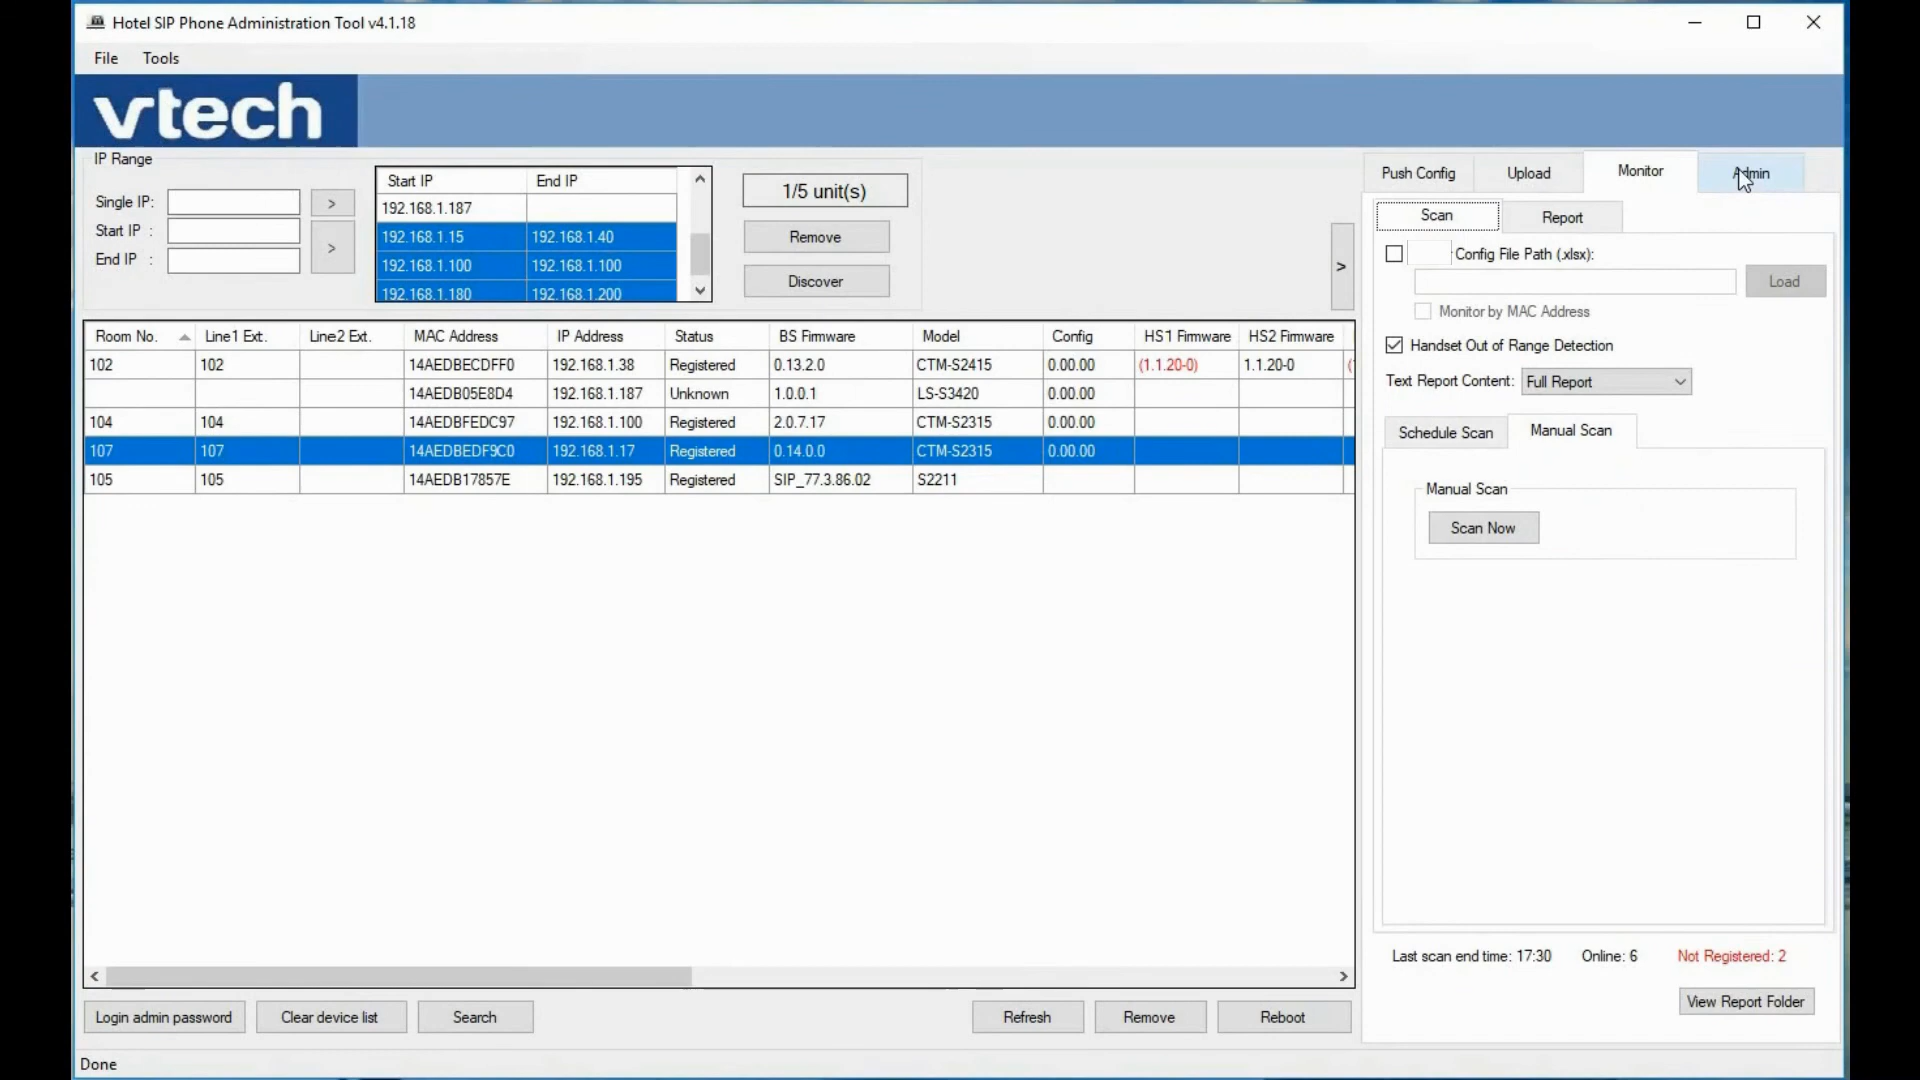 Hotel SIP Phone Administration Tool v4.1.18
File Tools
vtech
IP Range
Single IP: >
Start IP :
End IP : >
Start IP End IP
192.168.1.187
192.168.1.15 192.168.1.40
192.168.1.100 192.168.1.100
192.168.1.180 192.168.1.200
1/5 unit(s)
Remove
Discover
>
Room No. Line1 Ext. Line2 Ext. MAC Address IP Address Status BS Firmware Model Config HS1 Firmware HS2 Firmware
102 102 14AEDBECDFF0 192.168.1.38 Registered 0.13.2.0 CTM-S2415 0.00.00 (1.1.20-0) 1.1.20-0 (
14AEDB05E8D4 192.168.1.187 Unknown 1.0.0.1 LS-S3420 0.00.00
104 104 14AEDBFEDC97 192.168.1.100 Registered 2.0.7.17 CTM-S2315 0.00.00
107 107 14AEDBEDF9C0 192.168.1.17 Registered 0.14.0.0 CTM-S2315 0.00.00
105 105 14AEDB17857E 192.168.1.195 Registered SIP_77.3.86.02 S2211
Login admin password Clear device list Search Refresh Remove Reboot
Done
Push Config Upload Monitor Admin
Scan Report
Config File Path (.xlsx):
Load
Monitor by MAC Address
Handset Out of Range Detection
Text Report Content: Full Report
Schedule Scan Manual Scan
Manual Scan
Scan Now
Last scan end time: 17:30 Online: 6 Not Registered: 2
View Report Folder